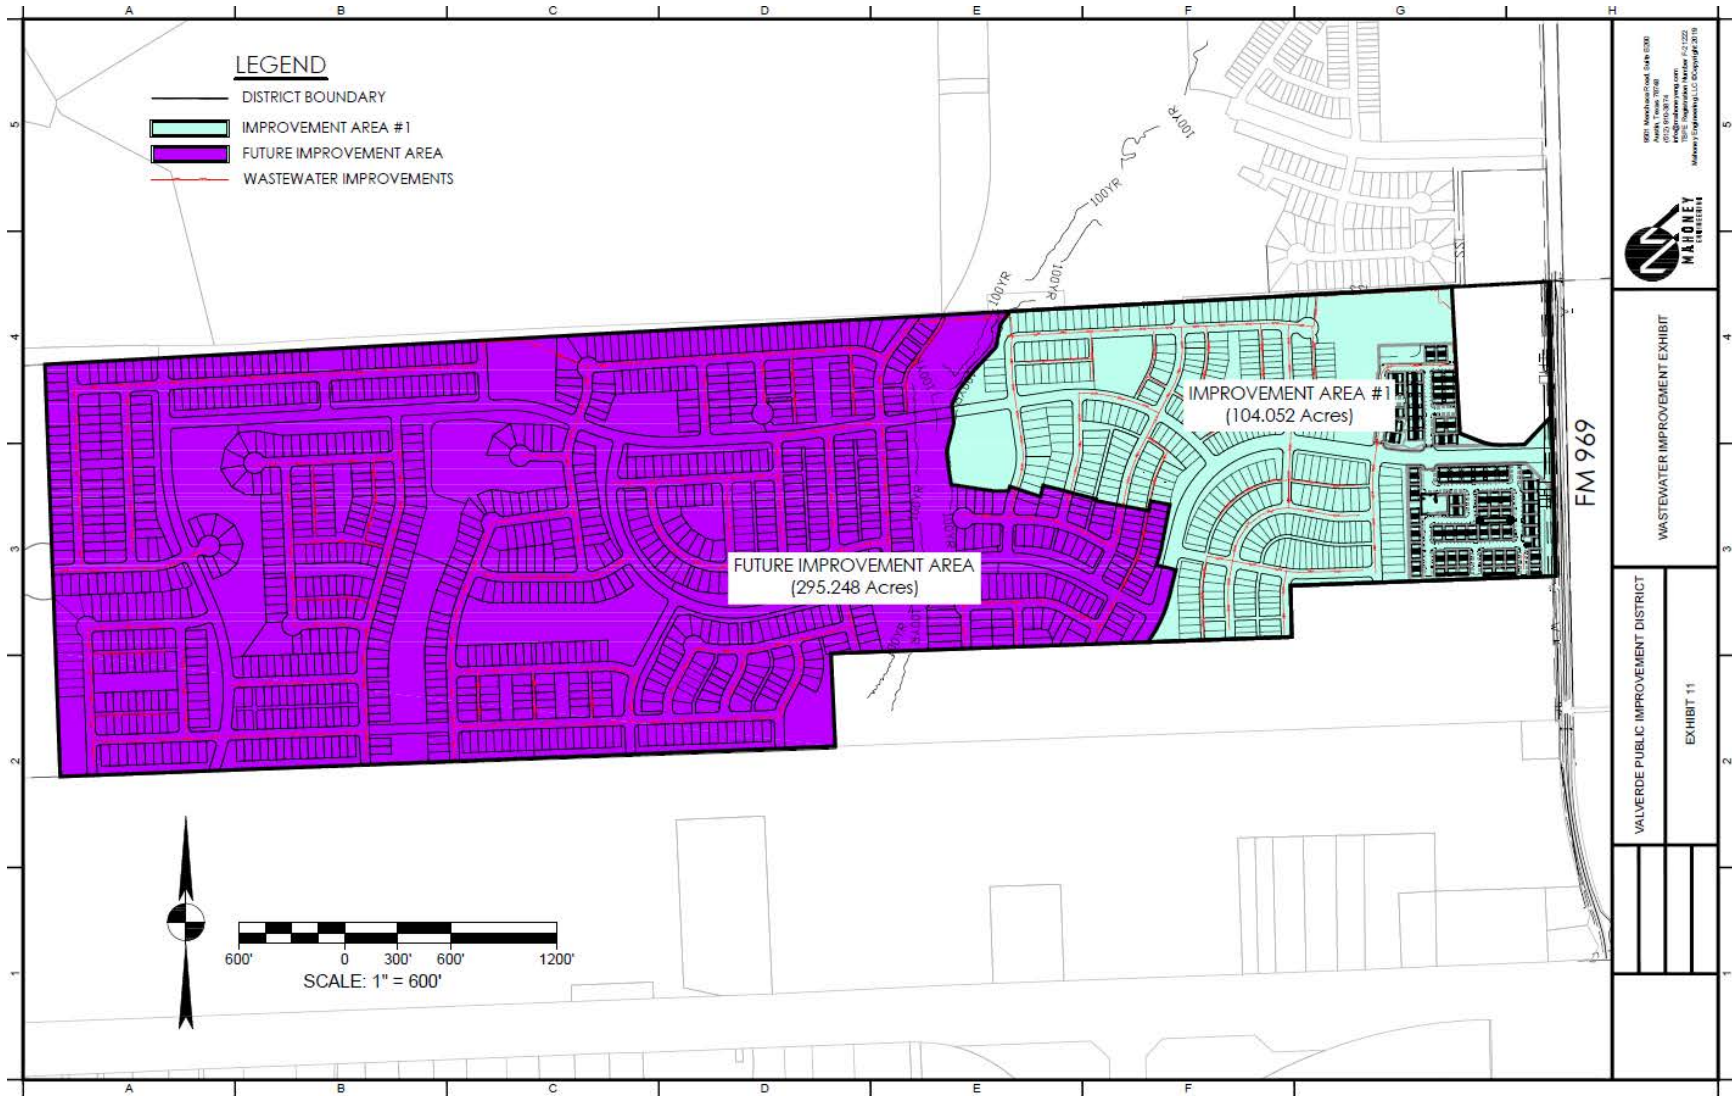 A B C D E F G H
5
4
3
2
1
LEGEND
DISTRICT BOUNDARY
IMPROVEMENT AREA #1
FUTURE IMPROVEMENT AREA
WASTEWATER IMPROVEMENTS
100YR
100YR
100YR
100YR
IMPROVEMENT AREA #1
(104.052 Acres)
FUTURE IMPROVEMENT AREA
(295.248 Acres)
FM 969
600' 0 300' 600' 1200'
SCALE: 1" = 600'
MAHONEY
ENGINEERING
WASTEWATER IMPROVEMENT EXHIBIT
VALVERDE PUBLIC IMPROVEMENT DISTRICT
EXHIBIT 11
5
4
3
2
1
A B C D E F